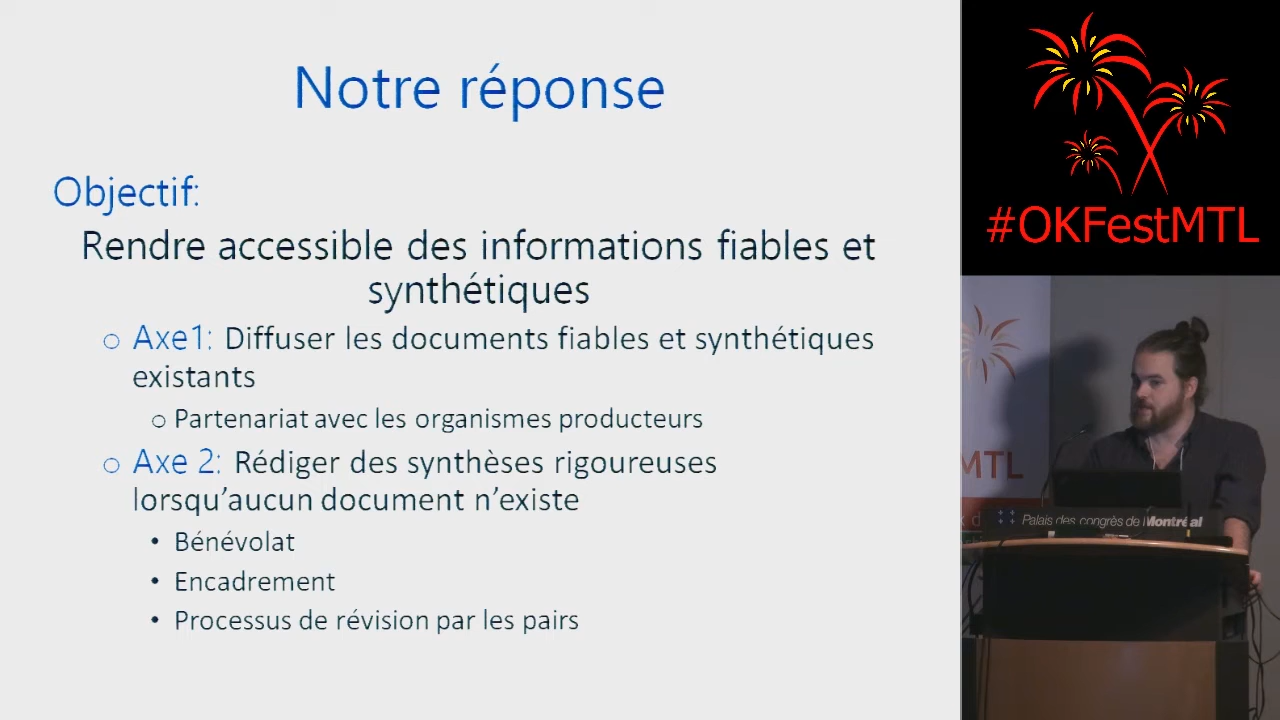 Notre réponse
Objectif:
Rendre accessible des informations fiables et
synthétiques
o Axe1: Diffuser les documents fiables et synthétiques
existants
o Partenariat avec les organismes producteurs
o Axe 2: Rédiger des synthèses rigoureuses
lorsqu'aucun document n'existe
• Bénévolat
• Encadrement
• Processus de révision par les pairs
#OKFestMTL
MTL
Palais des congrès de Montréal